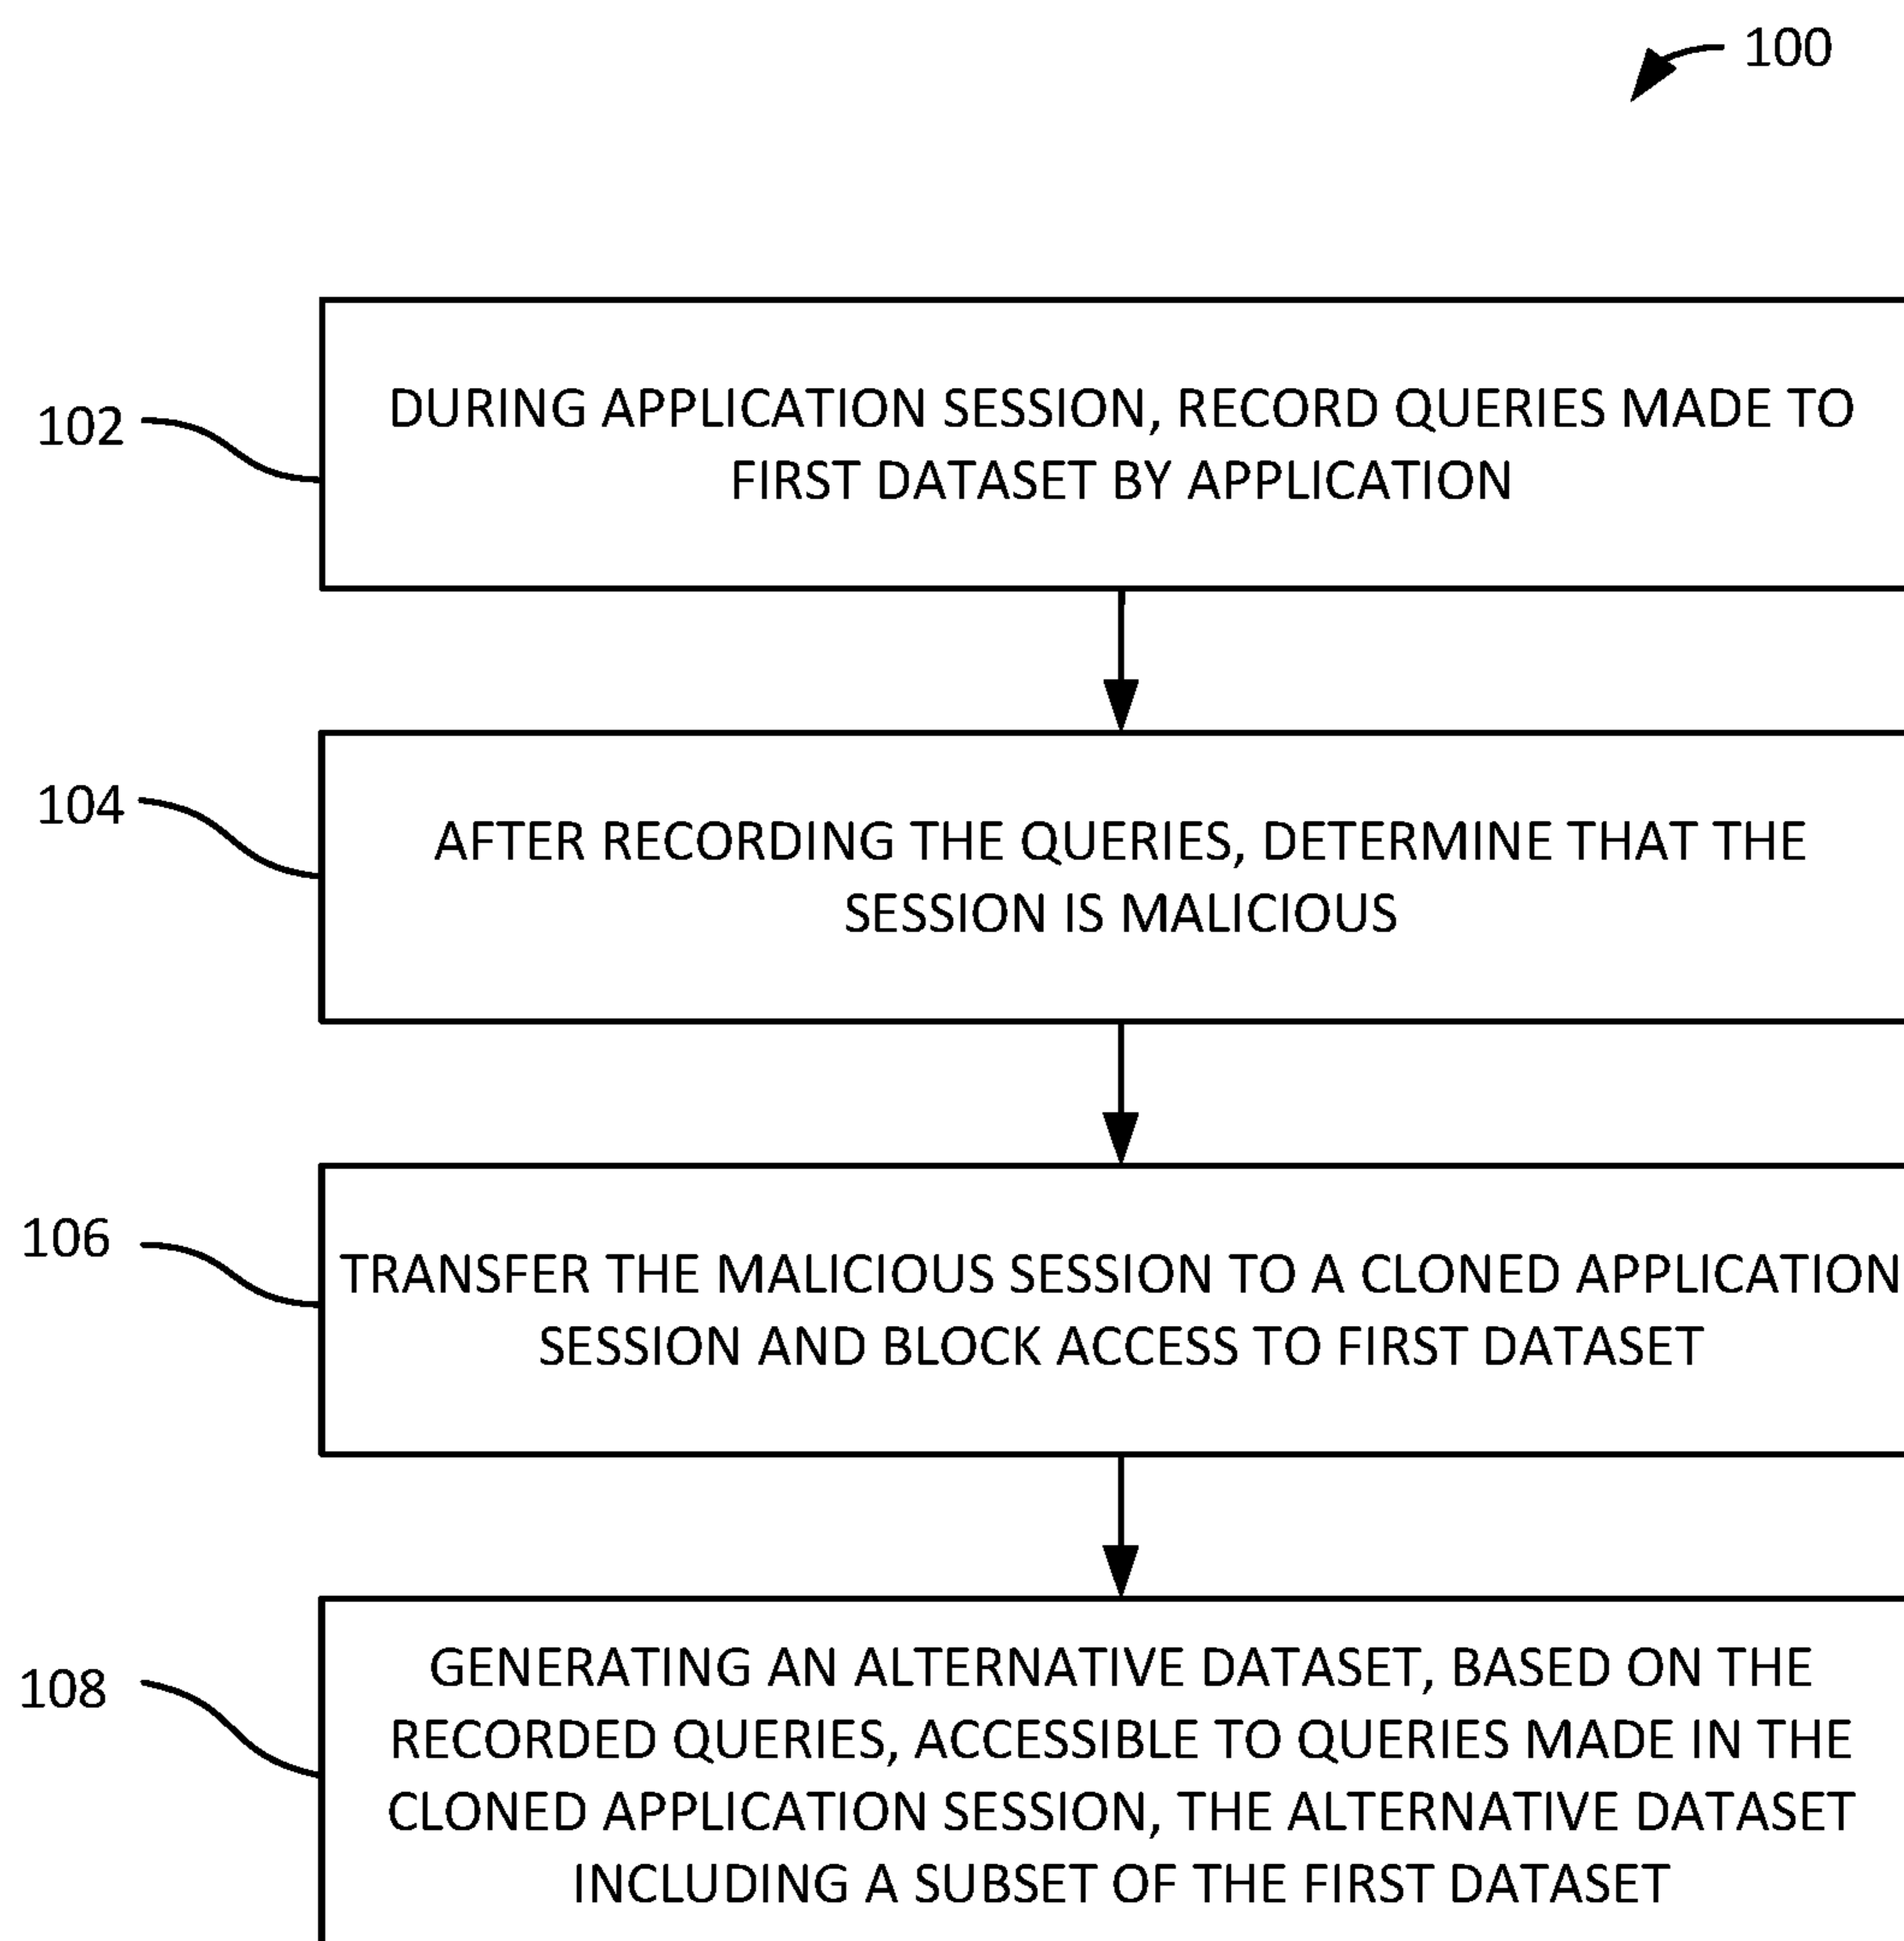 100
102
DURING APPLICATION SESSION, RECORD QUERIES MADE TO
FIRST DATASET BY APPLICATION
104
AFTER RECORDING THE QUERIES, DETERMINE THAT THE
SESSION IS MALICIOUS
106
TRANSFER THE MALICIOUS SESSION TO A CLONED APPLICATION
SESSION AND BLOCK ACCESS TO FIRST DATASET
108
GENERATING AN ALTERNATIVE DATASET, BASED ON THE
RECORDED QUERIES, ACCESSIBLE TO QUERIES MADE IN THE
CLONED APPLICATION SESSION, THE ALTERNATIVE DATASET
INCLUDING A SUBSET OF THE FIRST DATASET